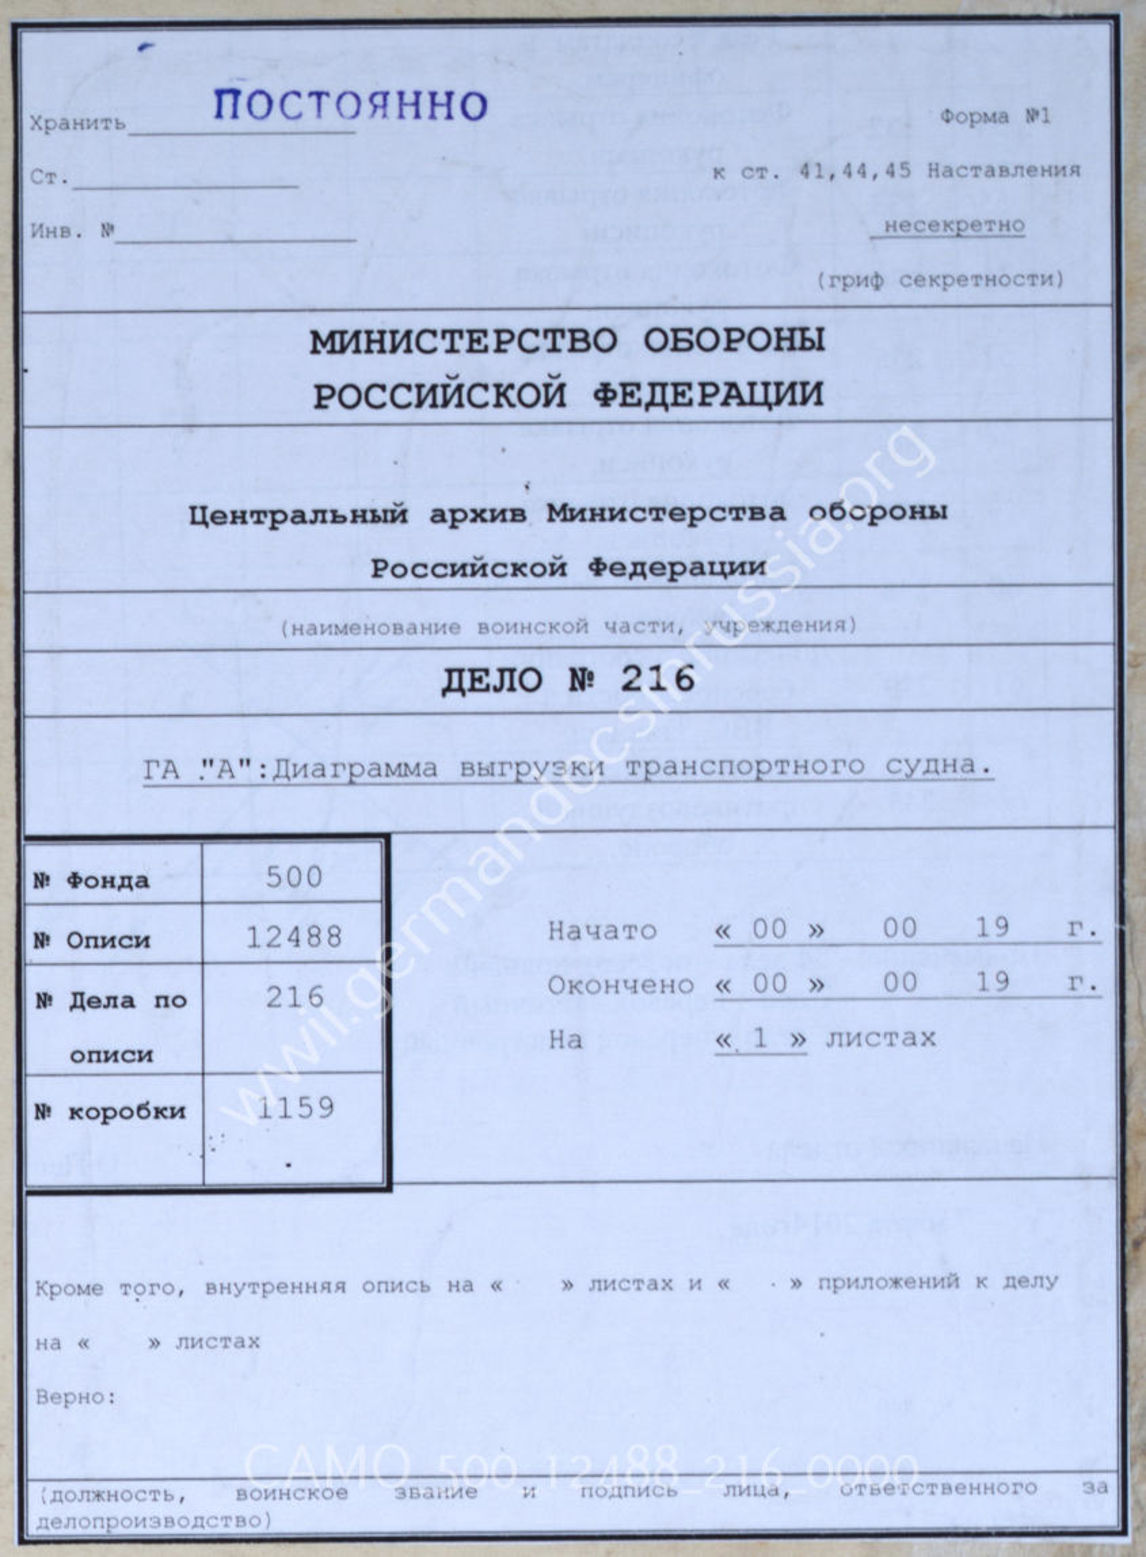 Хранить ПОСТОЯННО
Форма №1
Ст.
к ст. 41,44,45 Наставления
Инв. №
несекретно
(гриф секретности)
МИНИСТЕРСТВО ОБОРОНЫ
РОССИЙСКОЙ ФЕДЕРАЦИИ
Центральный архив Министерства обороны
Российской Федерации
(наименование воинской части, учреждения)
ДЕЛО № 216
ГА "А":Диаграмма выгрузки транспортного судна.
№ Фонда 500
№ Описи 12488
№ Дела по 216
описи
№ коробки 1159
Начато « 00 » 00 19 г.
Окончено « 00 » 00 19 г.
На « 1 » листах
Кроме того, внутренняя опись на « » листах и « » приложений к делу
на « » листах
Верно:
(должность, воинское звание и подпись лица, ответственного за
делопроизводство)
wwii.germandocsinrussia.org
CAMO_500_12488_216_0000